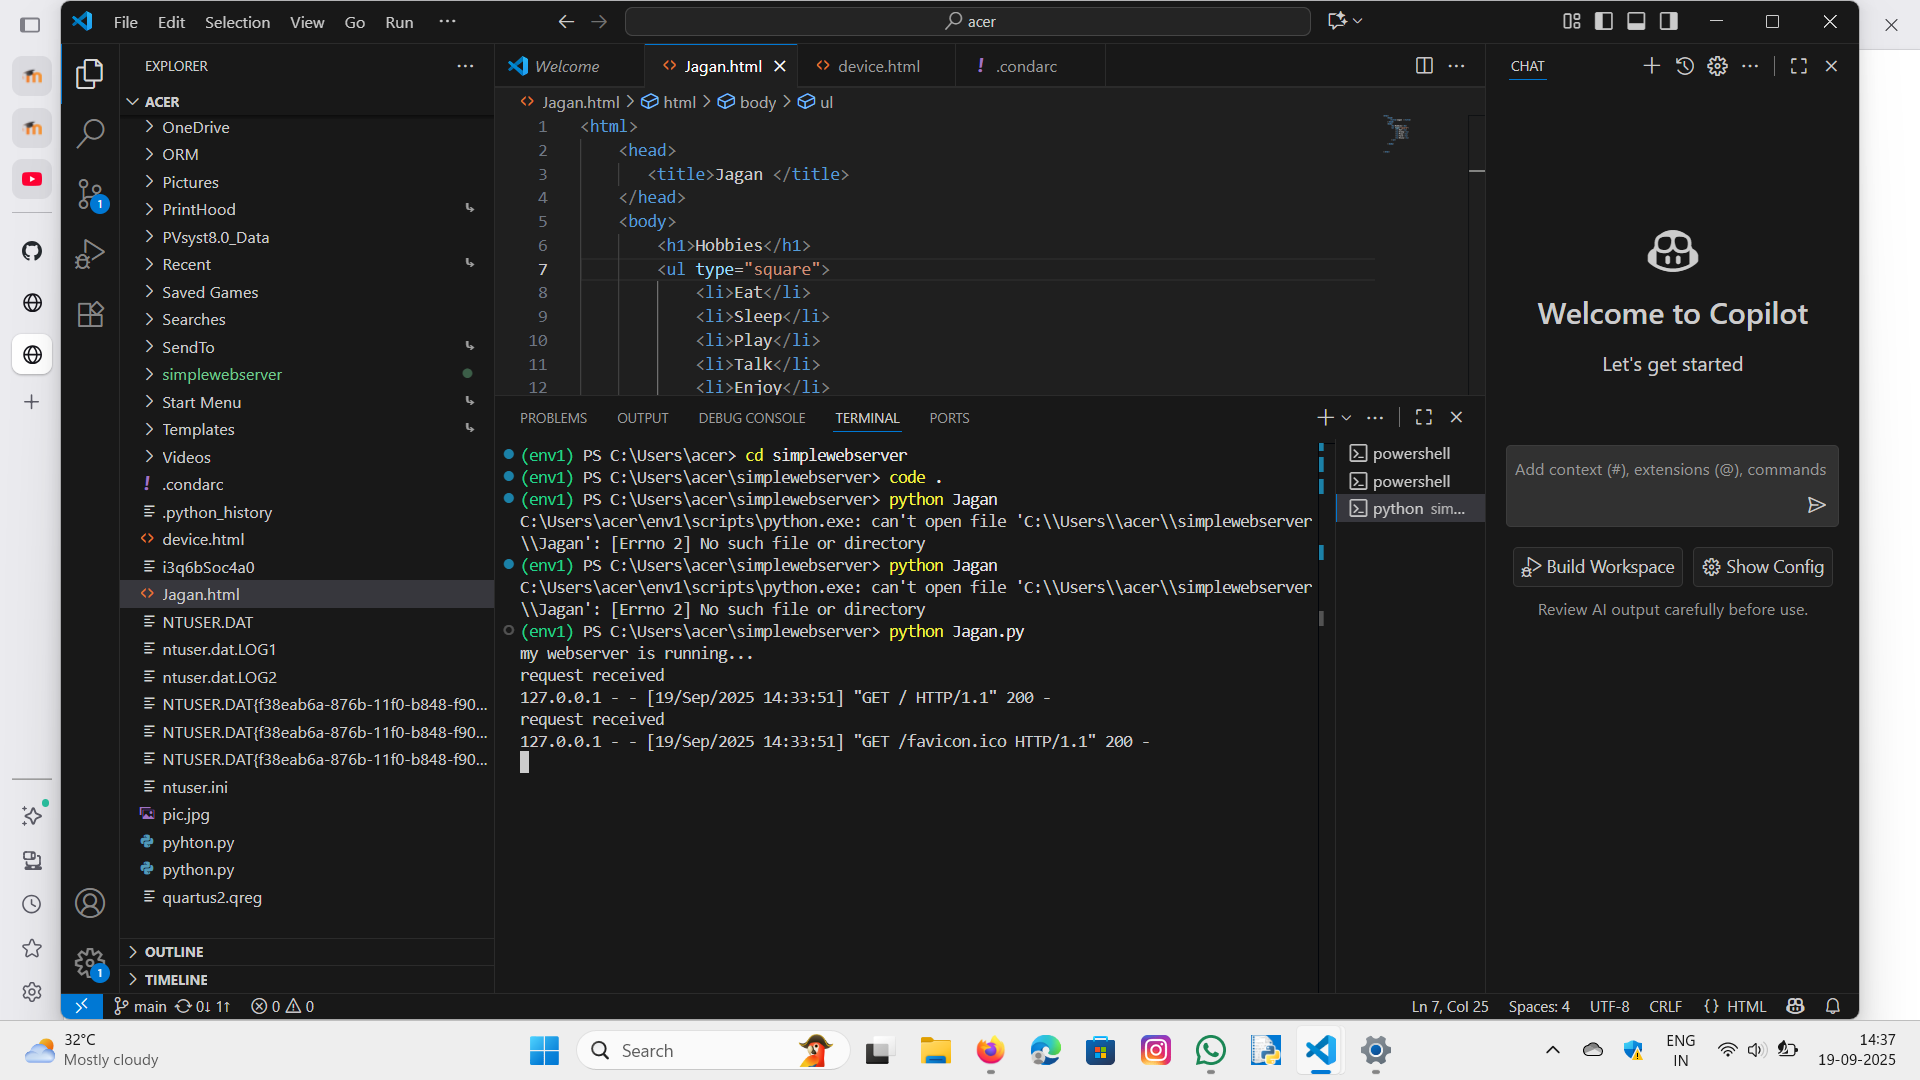 File Edit Selection View Go Run ···
acer
EXPLORER
ACER
OneDrive
ORM
Pictures
PrintHood
PVsyst8.0_Data
Recent
Saved Games
Searches
SendTo
simplewebserver
Start Menu
Templates
Videos
! .condarc
.python_history
device.html
i3q6bSoc4a0
Jagan.html
NTUSER.DAT
ntuser.dat.LOG1
ntuser.dat.LOG2
NTUSER.DAT{f38eab6a-876b-11f0-b848-f90...
NTUSER.DAT{f38eab6a-876b-11f0-b848-f90...
NTUSER.DAT{f38eab6a-876b-11f0-b848-f90...
ntuser.ini
pic.jpg
pyhton.py
python.py
quartus2.qreg
OUTLINE
TIMELINE
1
1
Welcome
Jagan.html
device.html
! .condarc
Jagan.html > html > body > ul
1 <html>
2 <head>
3 <title>Jagan </title>
4 </head>
5 <body>
6 <h1>Hobbies</h1>
7 <ul type="square">
8 <li>Eat</li>
9 <li>Sleep</li>
10 <li>Play</li>
11 <li>Talk</li>
12 <li>Enjoy</li>
PROBLEMS OUTPUT DEBUG CONSOLE TERMINAL PORTS
(env1) PS C:\Users\acer> cd simplewebserver
(env1) PS C:\Users\acer\simplewebserver> code .
(env1) PS C:\Users\acer\simplewebserver> python Jagan
C:\Users\acer\env1\scripts\python.exe: can't open file 'C:\\Users\\acer\\simplewebserver
\\Jagan': [Errno 2] No such file or directory
(env1) PS C:\Users\acer\simplewebserver> python Jagan
C:\Users\acer\env1\scripts\python.exe: can't open file 'C:\\Users\\acer\\simplewebserver
\\Jagan': [Errno 2] No such file or directory
(env1) PS C:\Users\acer\simplewebserver> python Jagan.py
my webserver is running...
request received
127.0.0.1 - - [19/Sep/2025 14:33:51] "GET / HTTP/1.1" 200 -
request received
127.0.0.1 - - [19/Sep/2025 14:33:51] "GET /favicon.ico HTTP/1.1" 200 -
powershell
powershell
python sim...
CHAT
Welcome to Copilot
Let's get started
Add context (#), extensions (@), commands
Build Workspace
Show Config
Review AI output carefully before use.
main 0↓ 1↑ 0 0
Ln 7, Col 25 Spaces: 4 UTF-8 CRLF {} HTML
32°C
Mostly cloudy
Search
ENG
IN
14:37
19-09-2025